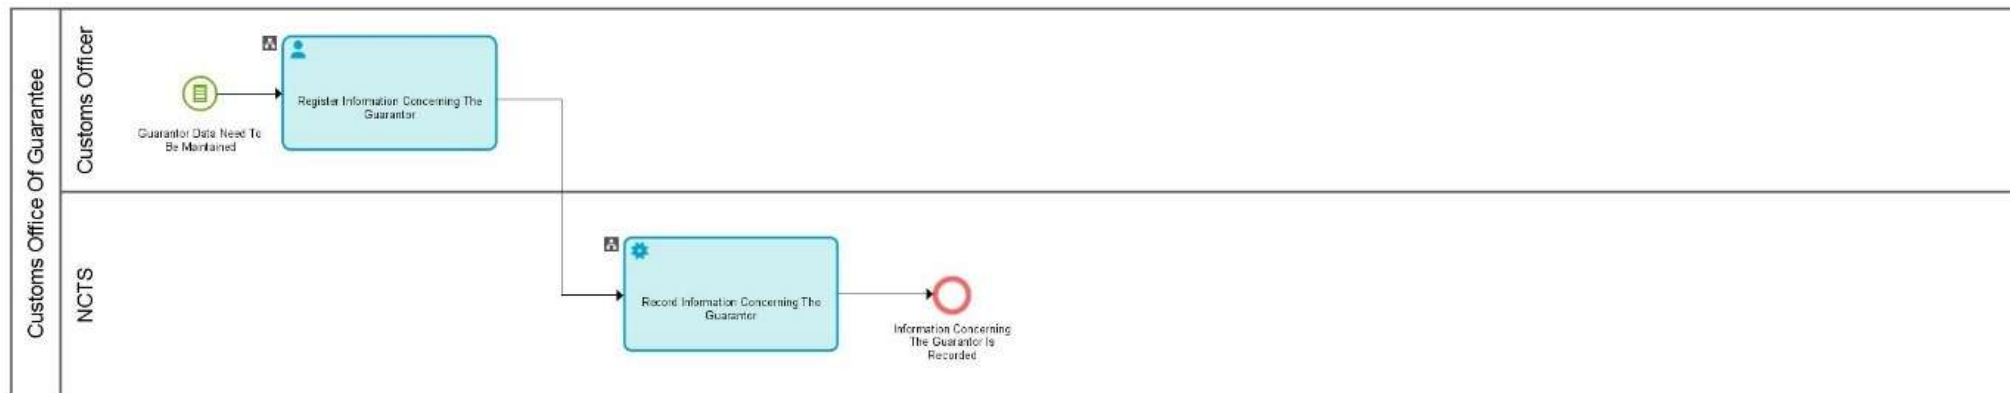 Customs Office Of Guarantee
Customs Officer
Guarantor Data Need To
Be Maintained
Register Information Concerning The
Guarantor
NCTS
Record Information Concerning The
Guarantor
Information Concerning
The Guarantor Is
Recorded